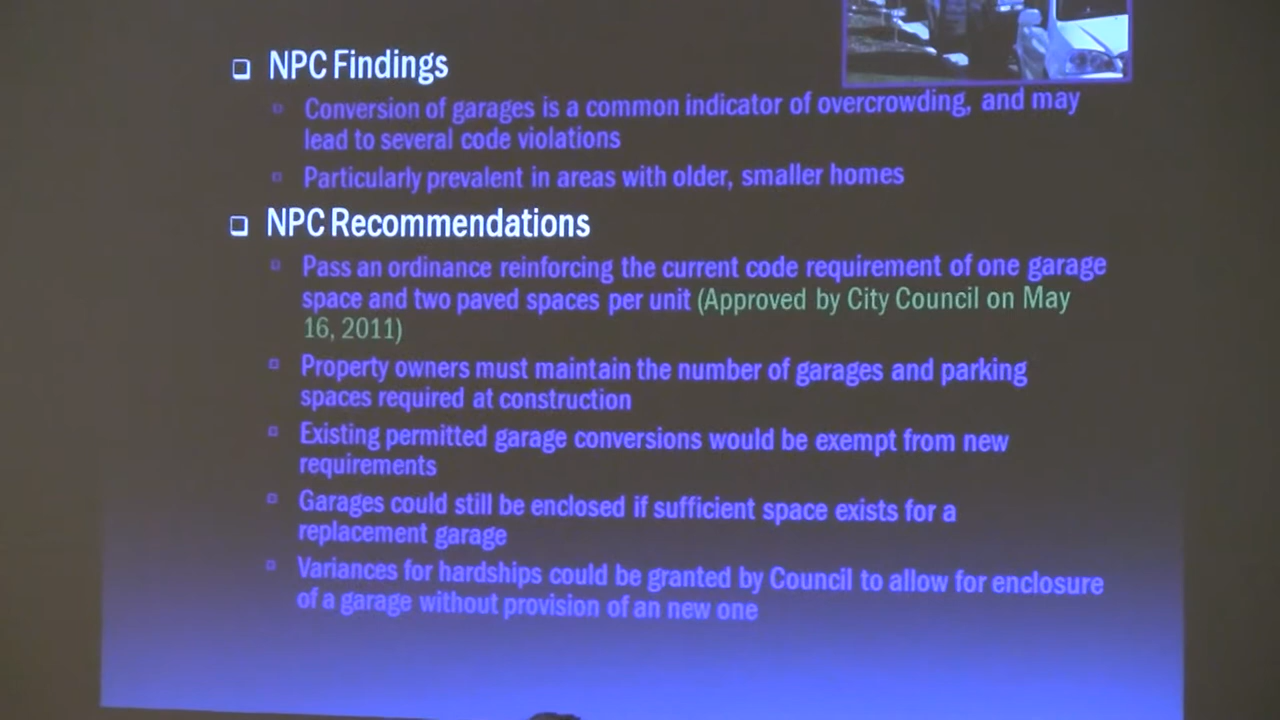 NPC Findings
Conversion of garages is a common indicator of overcrowding, and may
lead to several code violations
Particularly prevalent in areas with older, smaller homes
NPC Recommendations
Pass an ordinance reinforcing the current code requirement of one garage
space and two paved spaces per unit (Approved by City Council on May
16, 2011)
Property owners must maintain the number of garages and parking
spaces required at construction
Existing permitted garage conversions would be exempt from new
requirements
Garages could still be enclosed if sufficient space exists for a
replacement garage
Variances for hardships could be granted by Council to allow for enclosure
of a garage without provision of an new one